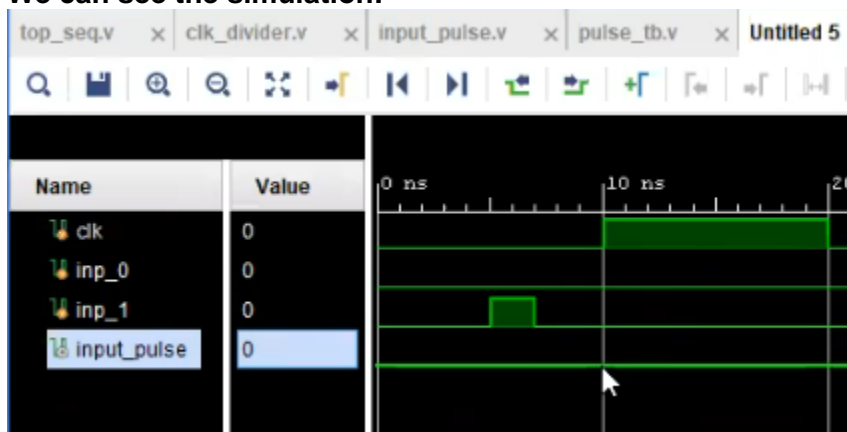 We can see the simulation:
top_seq.v × clk_divider.v × input_pulse.v × pulse_tb.v × Untitled 5
Name Value 0 ns 10 ns 20
clk 0
inp_0 0
inp_1 0
input_pulse 0